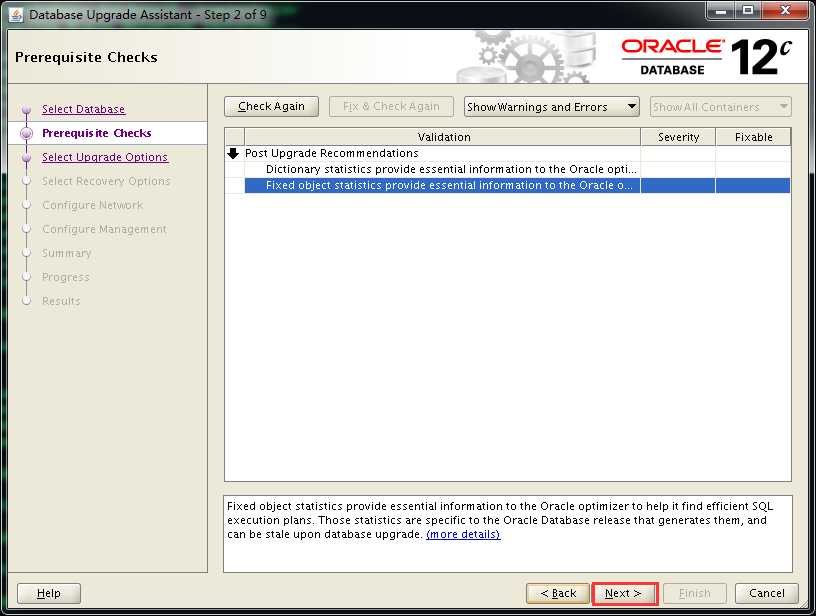 Database Upgrade Assistant - Step 2 of 9
Prerequisite Checks
ORACLE®
DATABASE
12c
Select Database
Prerequisite Checks
Select Upgrade Options
Select Recovery Options
Configure Network
Configure Management
Summary
Progress
Results
Check Again
Fix & Check Again
Show Warnings and Errors
Show All Containers
Validation Severity Fixable
Post Upgrade Recommendations
Dictionary statistics provide essential information to the Oracle opti...
Fixed object statistics provide essential information to the Oracle o...
Fixed object statistics provide essential information to the Oracle optimizer to help it find efficient SQL
execution plans. Those statistics are specific to the Oracle Database release that generates them, and
can be stale upon database upgrade. (more details)
Help
< Back
Next >
Finish
Cancel